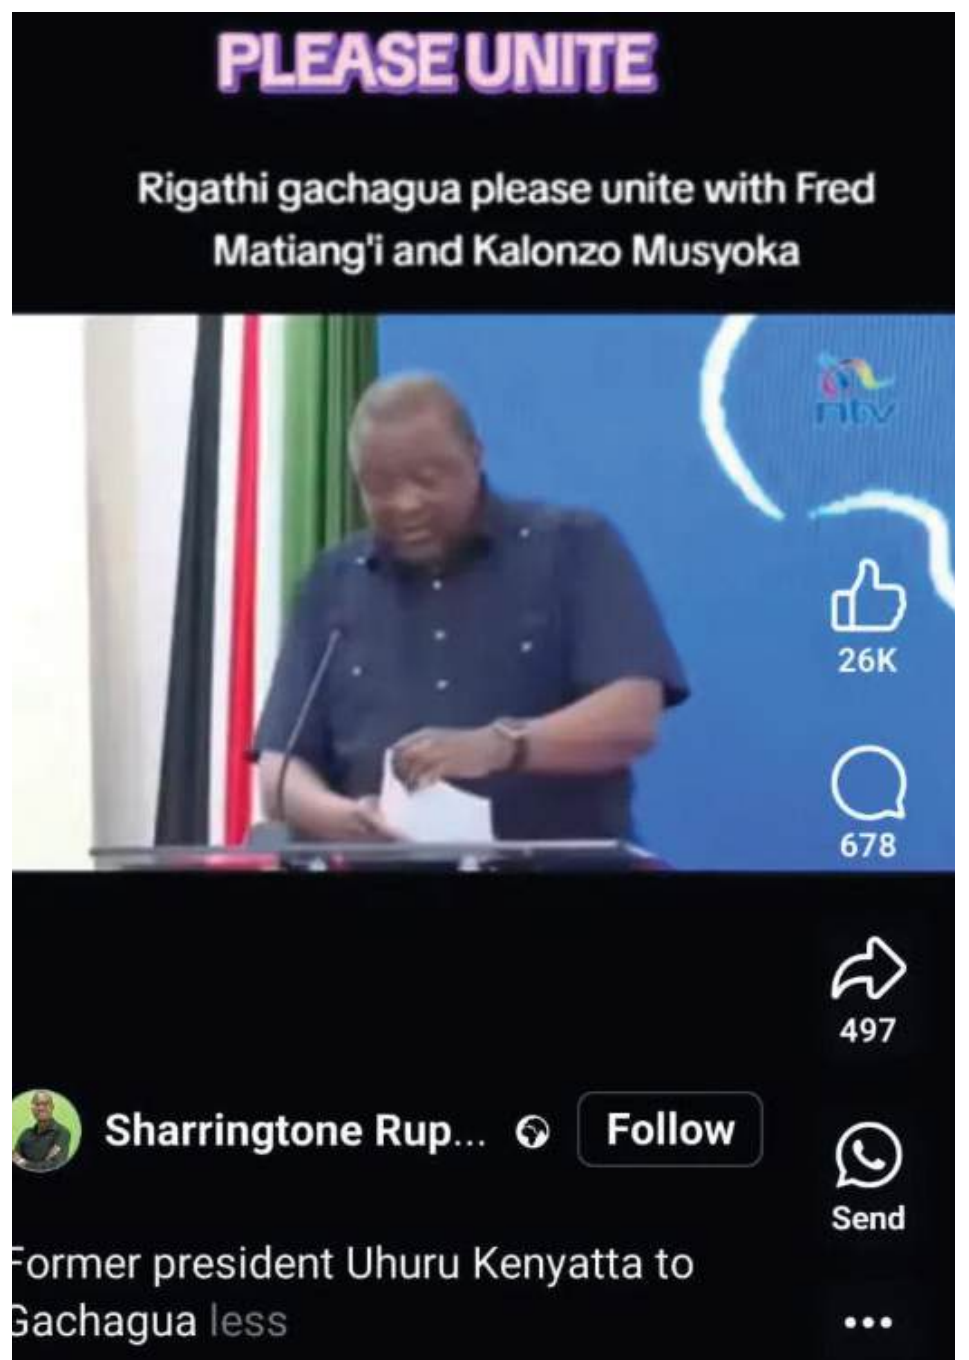 PLEASE UNITE
Rigathi gachagua please unite with Fred
Matiang'i and Kalonzo Musyoka
ntv
26K
678
497
Sharringtone Rup...
Follow
Send
Former president Uhuru Kenyatta to
Gachagua less